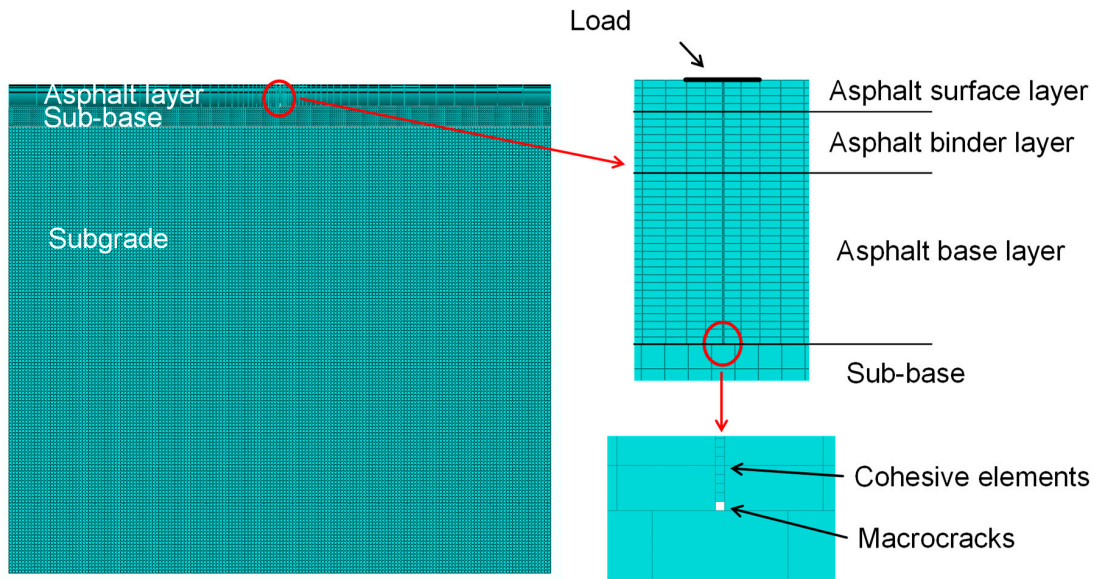 Load
Asphalt layer
Sub-base
Subgrade
Asphalt surface layer
Asphalt binder layer
Asphalt base layer
Sub-base
Cohesive elements
Macrocracks